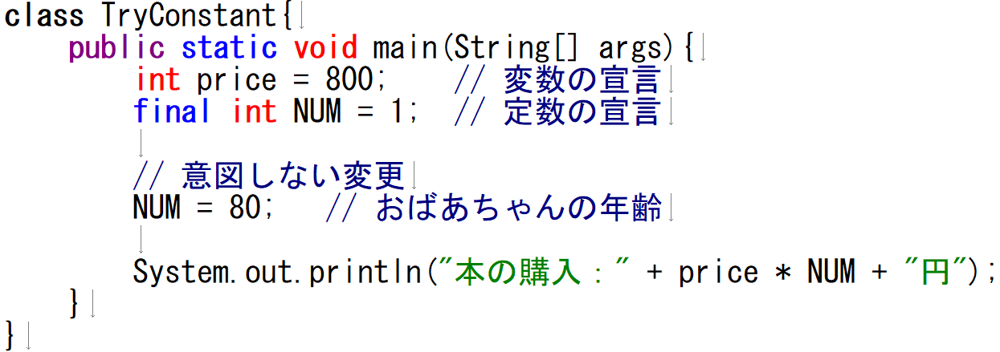 class TryConstant{
    public static void main(String[] args){
        int price = 800;    // 変数の宣言
        final int NUM = 1;  // 定数の宣言

        // 意図しない変更
        NUM = 80;   // おばあちゃんの年齢

        System.out.println("本の購入：" + price * NUM + "円");
    }
}